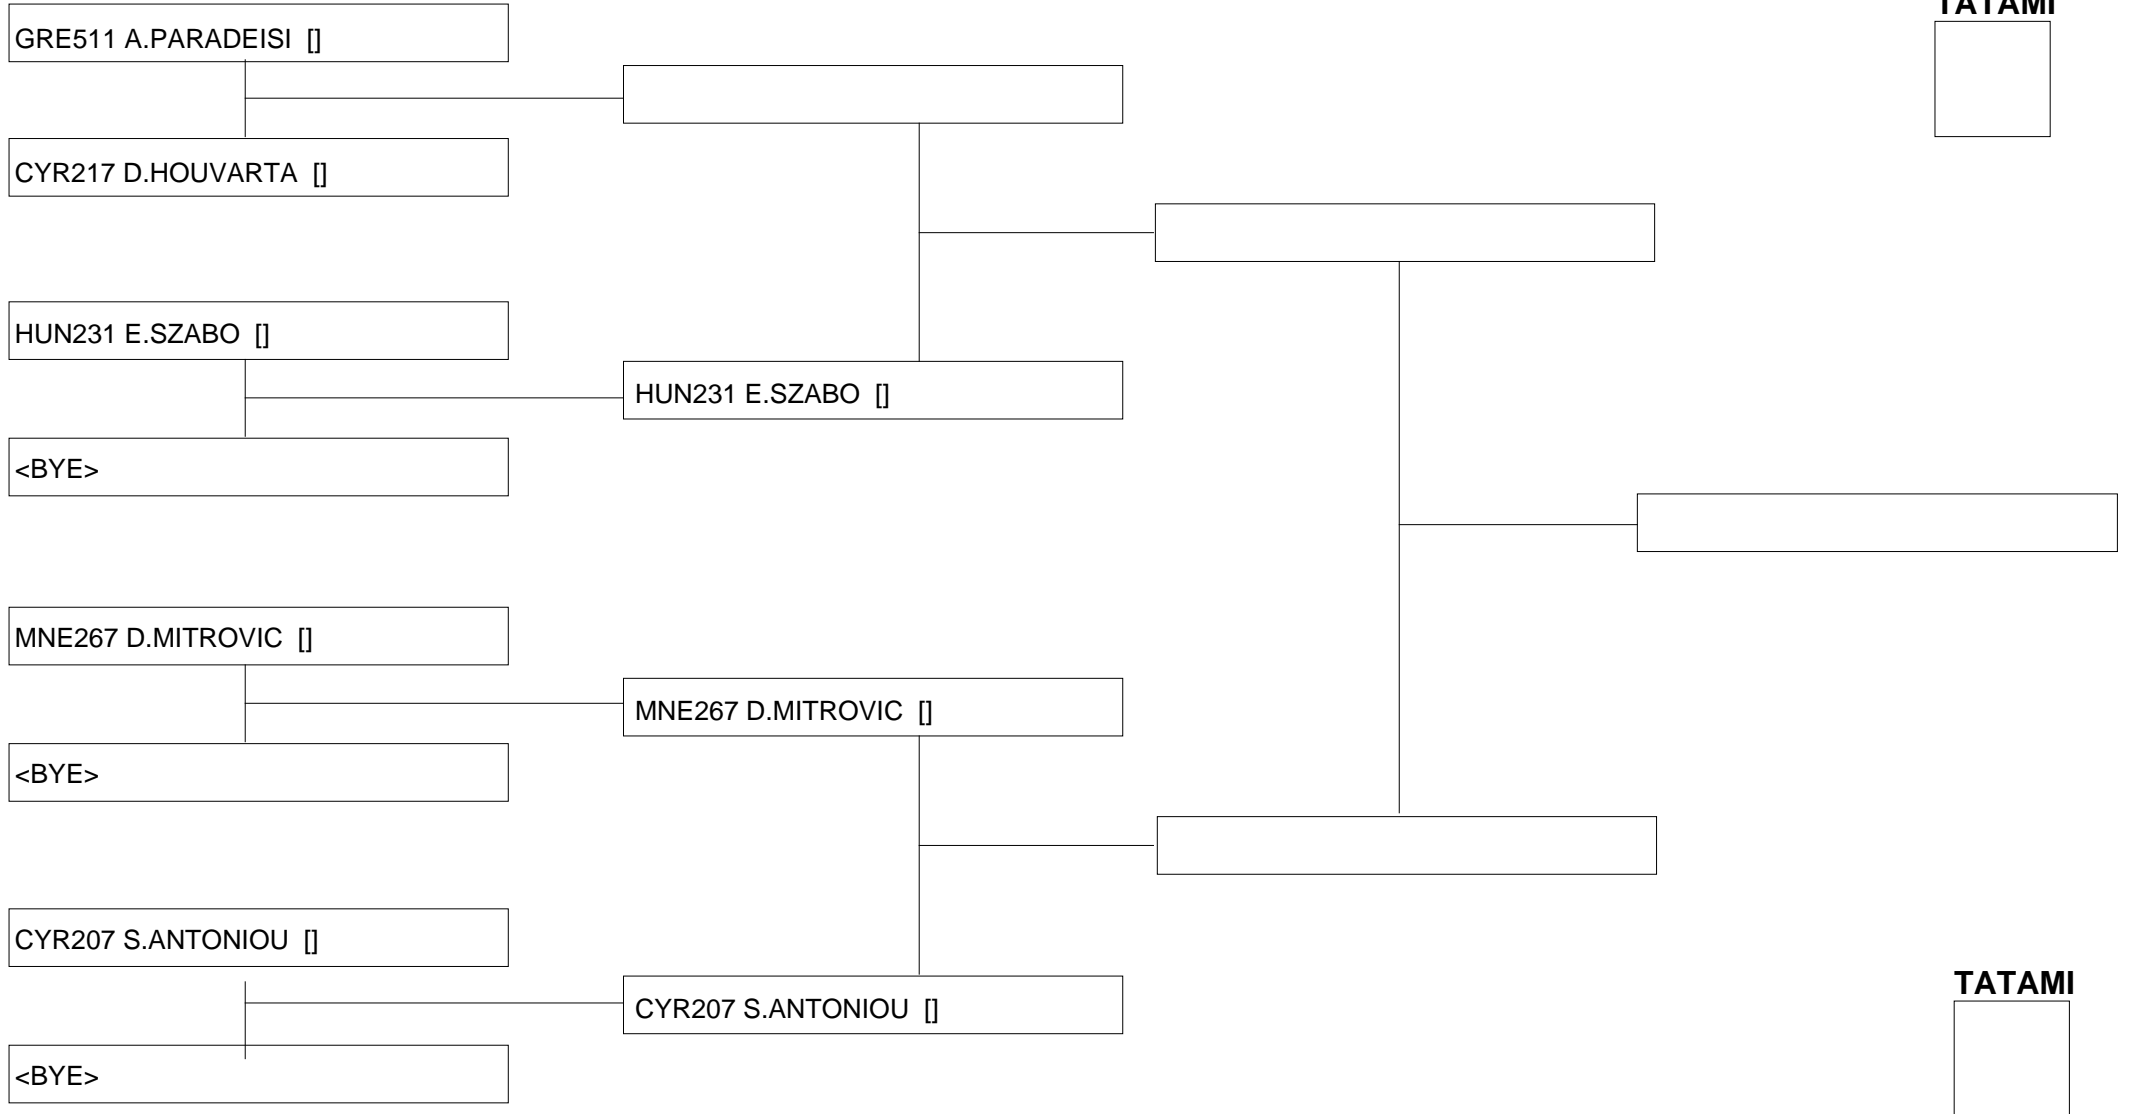 TATAMI
GRE511 A.PARADEISI []
CYR217 D.HOUVARTA []
HUN231 E.SZABO []
HUN231 E.SZABO []
<BYE>
MNE267 D.MITROVIC []
MNE267 D.MITROVIC []
<BYE>
CYR207 S.ANTONIOU []
TATAMI
CYR207 S.ANTONIOU []
<BYE>